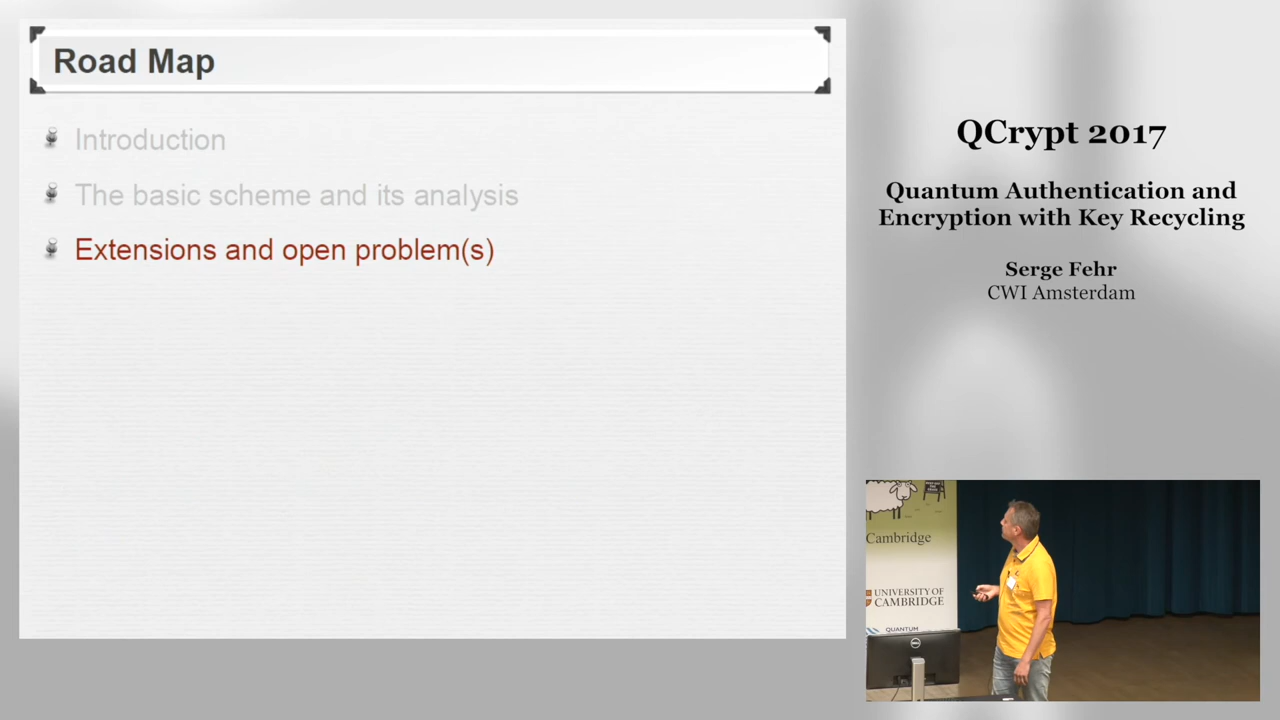 Road Map
Introduction
The basic scheme and its analysis
Extensions and open problem(s)
QCrypt 2017
Quantum Authentication and
Encryption with Key Recycling
Serge Fehr
CWI Amsterdam
Cambridge
UNIVERSITY OF
CAMBRIDGE
QUANTUM
DELL